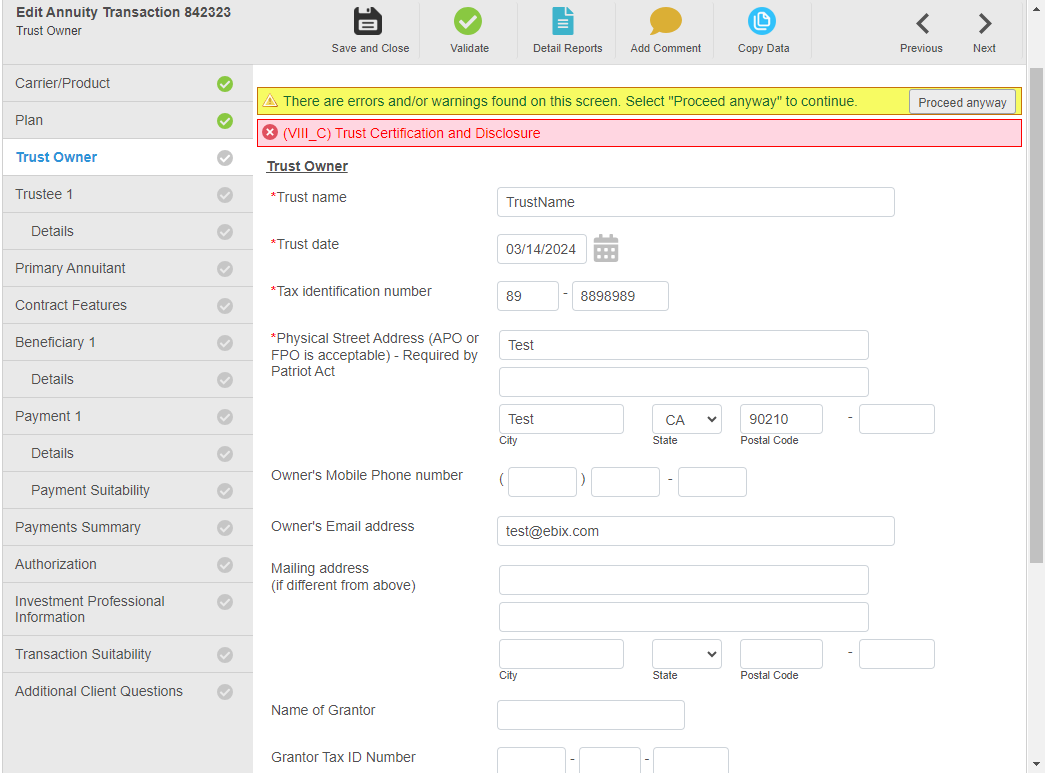 Edit Annuity Transaction 842323
Trust Owner
Save and Close
Validate
Detail Reports
Add Comment
Copy Data
Previous
Next
Carrier/Product
Plan
Trust Owner
Trustee 1
Details
Primary Annuitant
Contract Features
Beneficiary 1
Details
Payment 1
Details
Payment Suitability
Payments Summary
Authorization
Investment Professional
Information
Transaction Suitability
Additional Client Questions
There are errors and/or warnings found on this screen. Select "Proceed anyway" to continue.
Proceed anyway
(VIII_C) Trust Certification and Disclosure
Trust Owner
*Trust name
TrustName
*Trust date
03/14/2024
*Tax identification number
89 - 8898989
*Physical Street Address (APO or
FPO is acceptable) - Required by
Patriot Act
Test
Test CA 90210 -
City State Postal Code
Owner's Mobile Phone number
( ) -
Owner's Email address
test@ebix.com
Mailing address
(if different from above)
-
City State Postal Code
Name of Grantor
Grantor Tax ID Number
- -